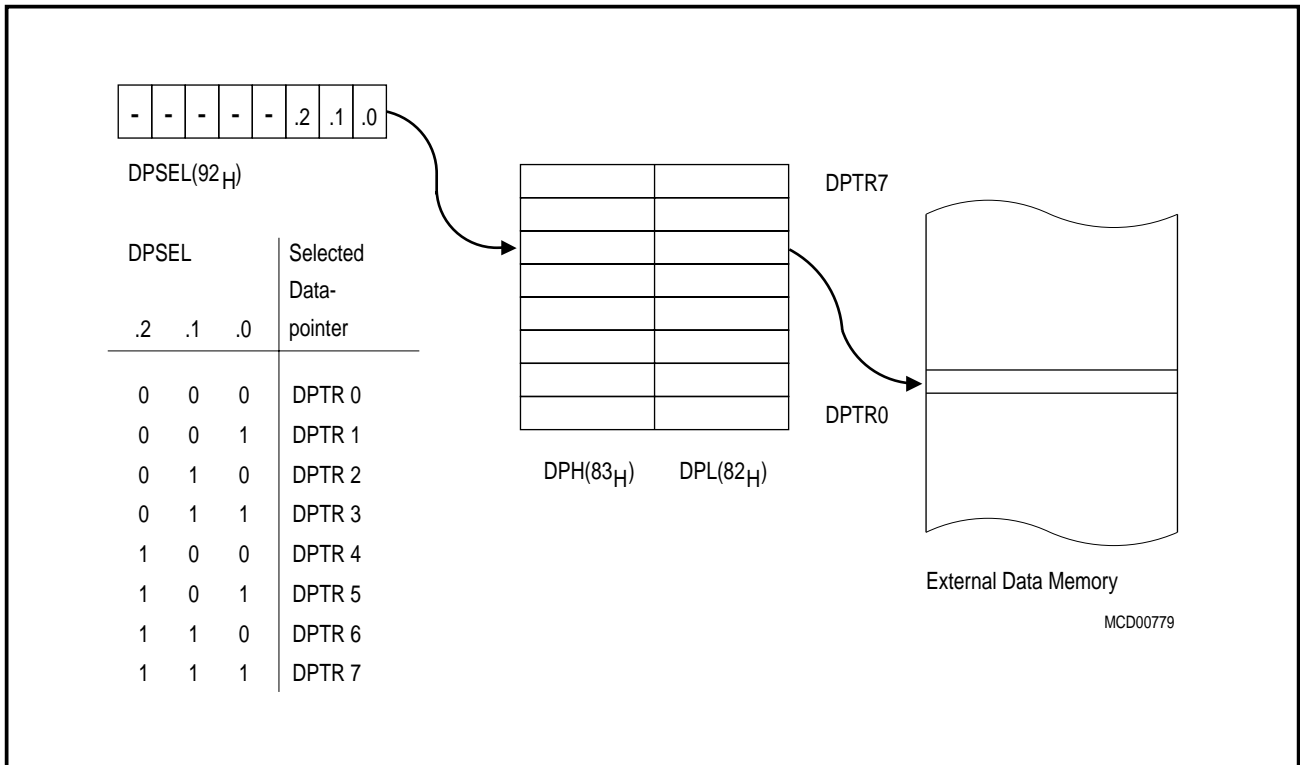 - - - - - .2 .1 .0
DPSEL(92H)
DPSEL Selected
Data-
.2 .1 .0 pointer
0 0 0 DPTR 0
0 0 1 DPTR 1
0 1 0 DPTR 2
0 1 1 DPTR 3
1 0 0 DPTR 4
1 0 1 DPTR 5
1 1 0 DPTR 6
1 1 1 DPTR 7
DPTR7
DPTR0
DPH(83H) DPL(82H)
External Data Memory
MCD00779